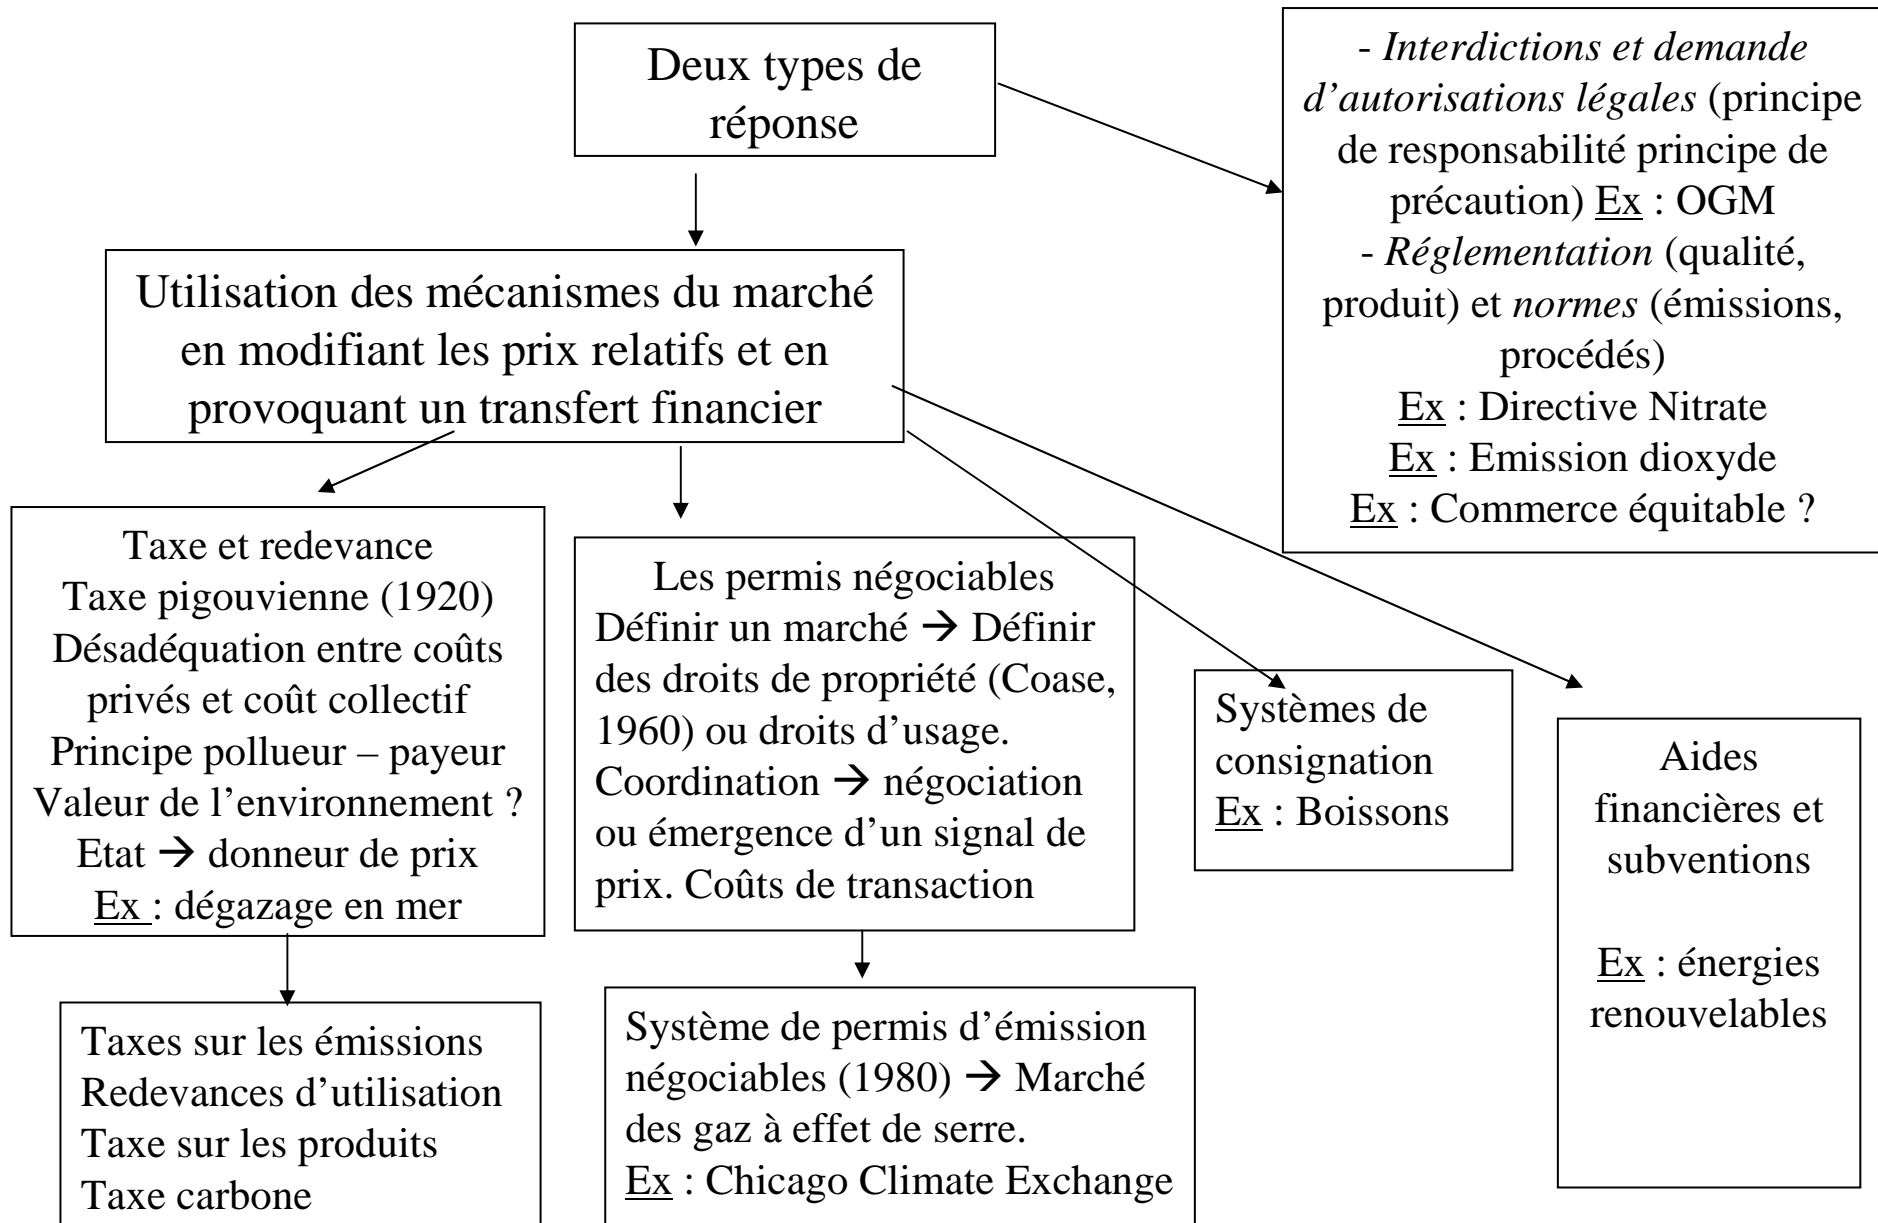 Deux types de
réponse
- Interdictions et demande
d’autorisations légales (principe
de responsabilité principe de
précaution) Ex : OGM
- Réglementation (qualité,
produit) et normes (émissions,
procédés)
Ex : Directive Nitrate
Ex : Emission dioxyde
Ex : Commerce équitable ?
Utilisation des mécanismes du marché
en modifiant les prix relatifs et en
provoquant un transfert financier
Taxe et redevance
Taxe pigouvienne (1920)
Désadéquation entre coûts
privés et coût collectif
Principe pollueur – payeur
Valeur de l’environnement ?
Etat → donneur de prix
Ex : dégazage en mer
Les permis négociables
Définir un marché → Définir
des droits de propriété (Coase,
1960) ou droits d’usage.
Coordination → négociation
ou émergence d’un signal de
prix. Coûts de transaction
Systèmes de
consignation
Ex : Boissons
Aides
financières et
subventions
Ex : énergies
renouvelables
Taxes sur les émissions
Redevances d’utilisation
Taxe sur les produits
Taxe carbone
Système de permis d’émission
négociables (1980) → Marché
des gaz à effet de serre.
Ex : Chicago Climate Exchange